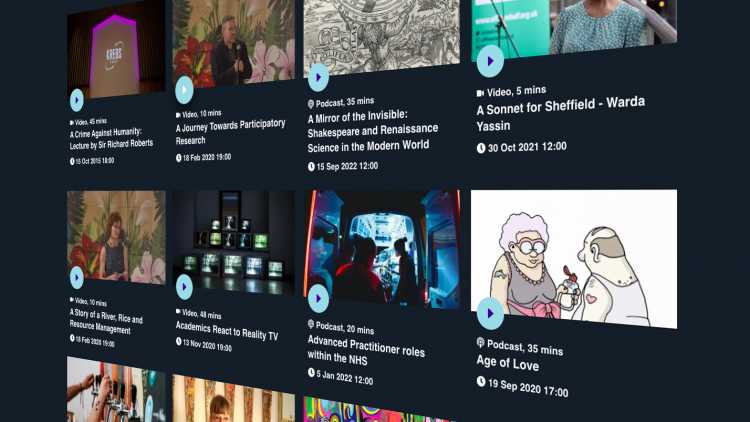 KREBS
Video, 45 mins
A Crime Against Humanity:
Lecture by Sir Richard Roberts
15 Oct 2015 18:00
Video, 10 mins
A Journey Towards Participatory
Research
18 Feb 2020 19:00
Podcast, 35 mins
A Mirror of the Invisible:
Shakespeare and Renaissance
Science in the Modern World
15 Sep 2022 12:00
Video, 5 mins
A Sonnet for Sheffield - Warda
Yassin
30 Oct 2021 12:00
Video, 10 mins
A Story of a River, Rice and
Resource Management
18 Feb 2020 19:00
Video, 48 mins
Academics React to Reality TV
13 Nov 2020 19:00
Podcast, 20 mins
Advanced Practitioner roles
within the NHS
5 Jan 2022 12:00
Podcast, 35 mins
Age of Love
19 Sep 2020 17:00